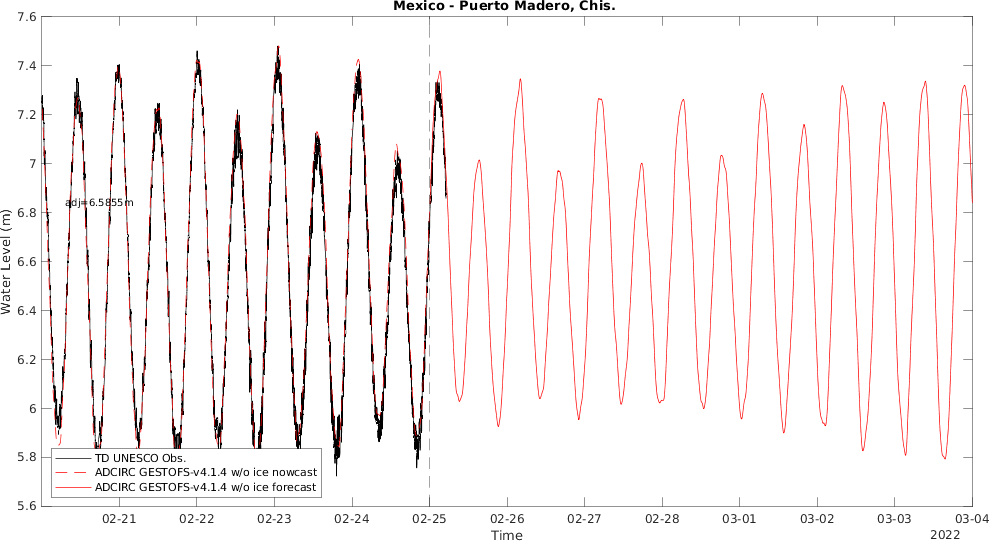 Mexico - Puerto Madero, Chis.
7.6
7.4
7.2
7
6.8
6.6
6.4
6.2
6
5.8
5.6
Water Level (m)
adj=6.5855m
TD UNESCO Obs.
ADCIRC GESTOFS-v4.1.4 w/o ice nowcast
ADCIRC GESTOFS-v4.1.4 w/o ice forecast
02-21 02-22 02-23 02-24 02-25 02-26 02-27 02-28 03-01 03-02 03-03 03-04
Time
2022